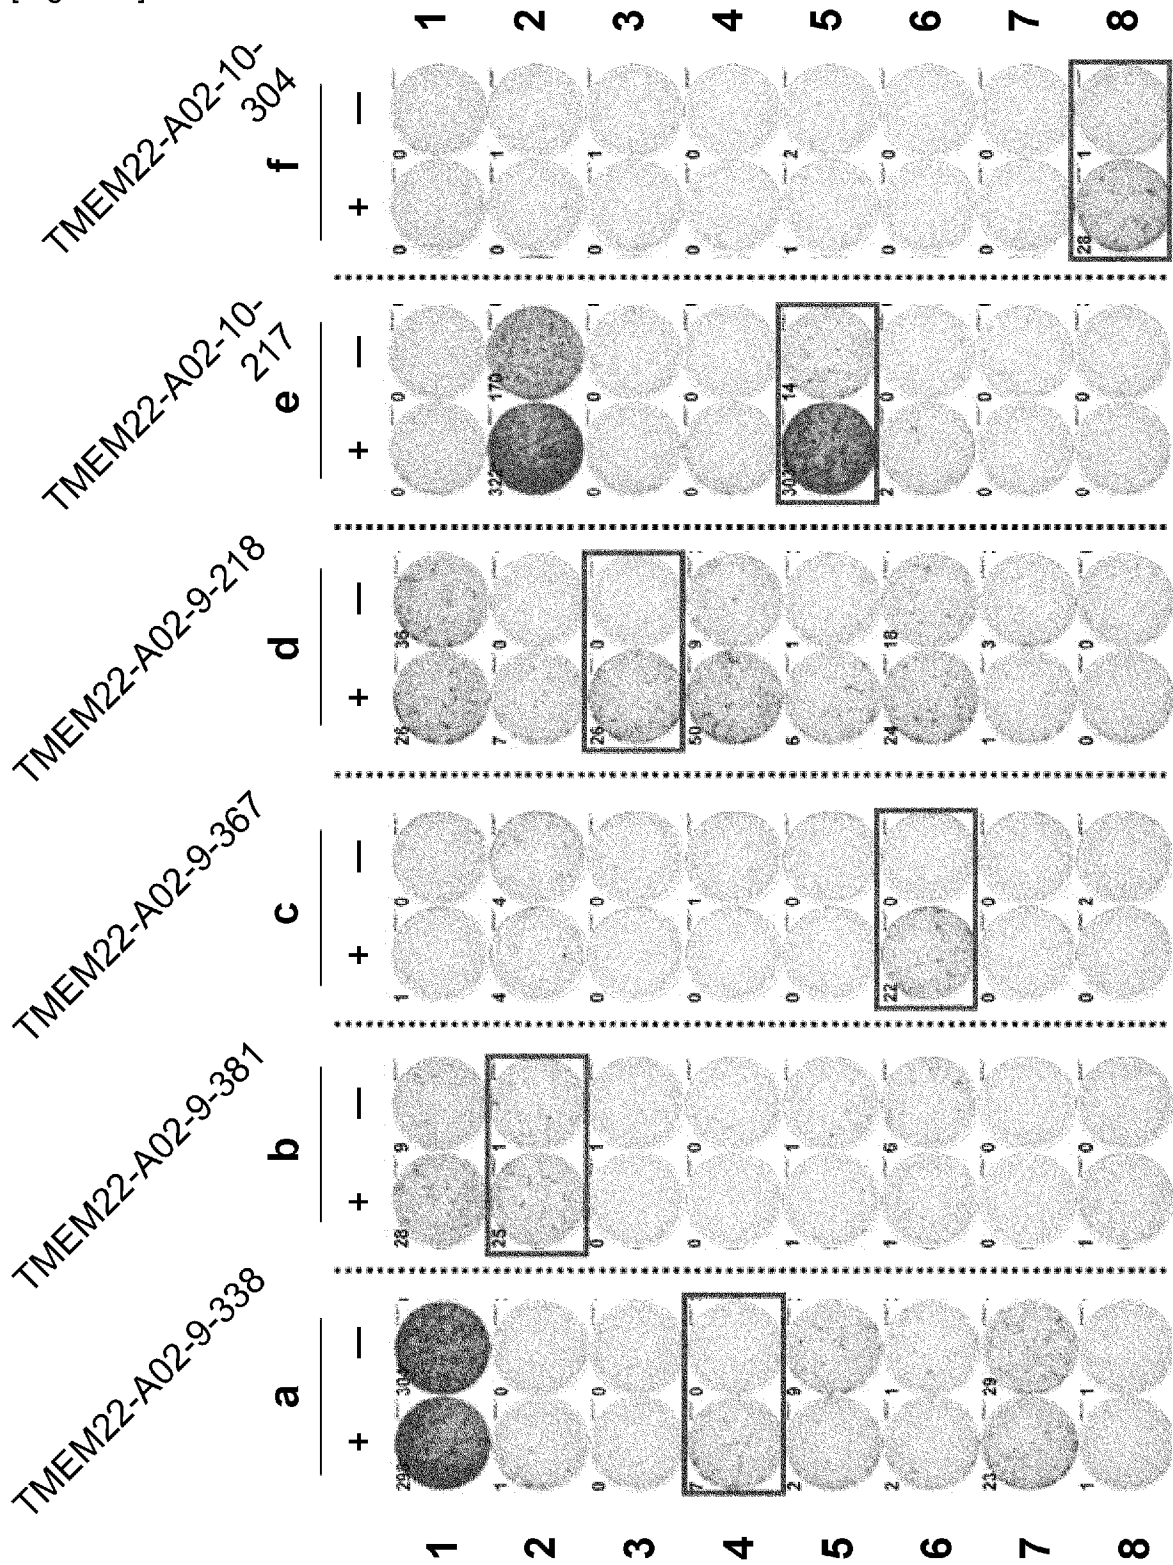 TMEM22-A02-9-338
TMEM22-A02-9-381
TMEM22-A02-9-367
TMEM22-A02-9-218
TMEM22-A02-10-
217
TMEM22-A02-10-
304
a b c d e f
+ − + − + − + − + − + −
1 28 9 1 0 26 36 0 0 0 0 1
2 1 0 25 1 4 4 7 0 170 0 1 2
3 0 0 0 1 0 0 26 0 0 0 0 1 3
4 7 0 0 0 0 1 50 9 0 0 0 0 4
5 2 9 1 1 0 0 6 1 14 1 2 5
6 2 1 1 6 22 0 24 18 2 0 0 0 6
7 23 29 0 0 0 0 1 3 0 0 0 0 7
8 1 1 1 0 0 2 0 0 0 0 28 1 8